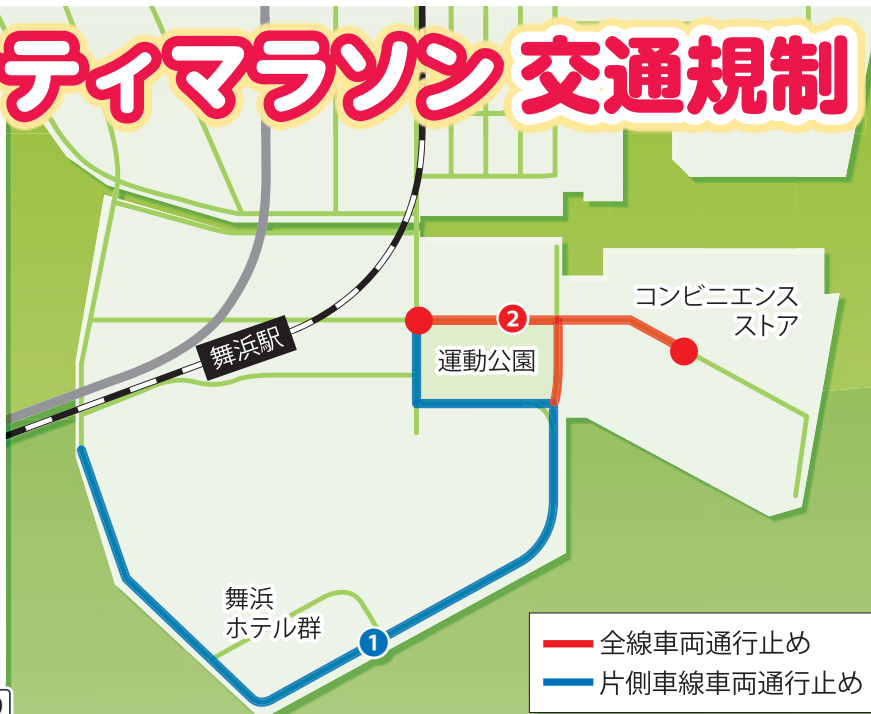 ティマラソン 交通規制
コンビニエンス
ストア
2
舞浜駅
運動公園
舞浜
ホテル群
1
全線車両通行止め
片側車線車両通行止め